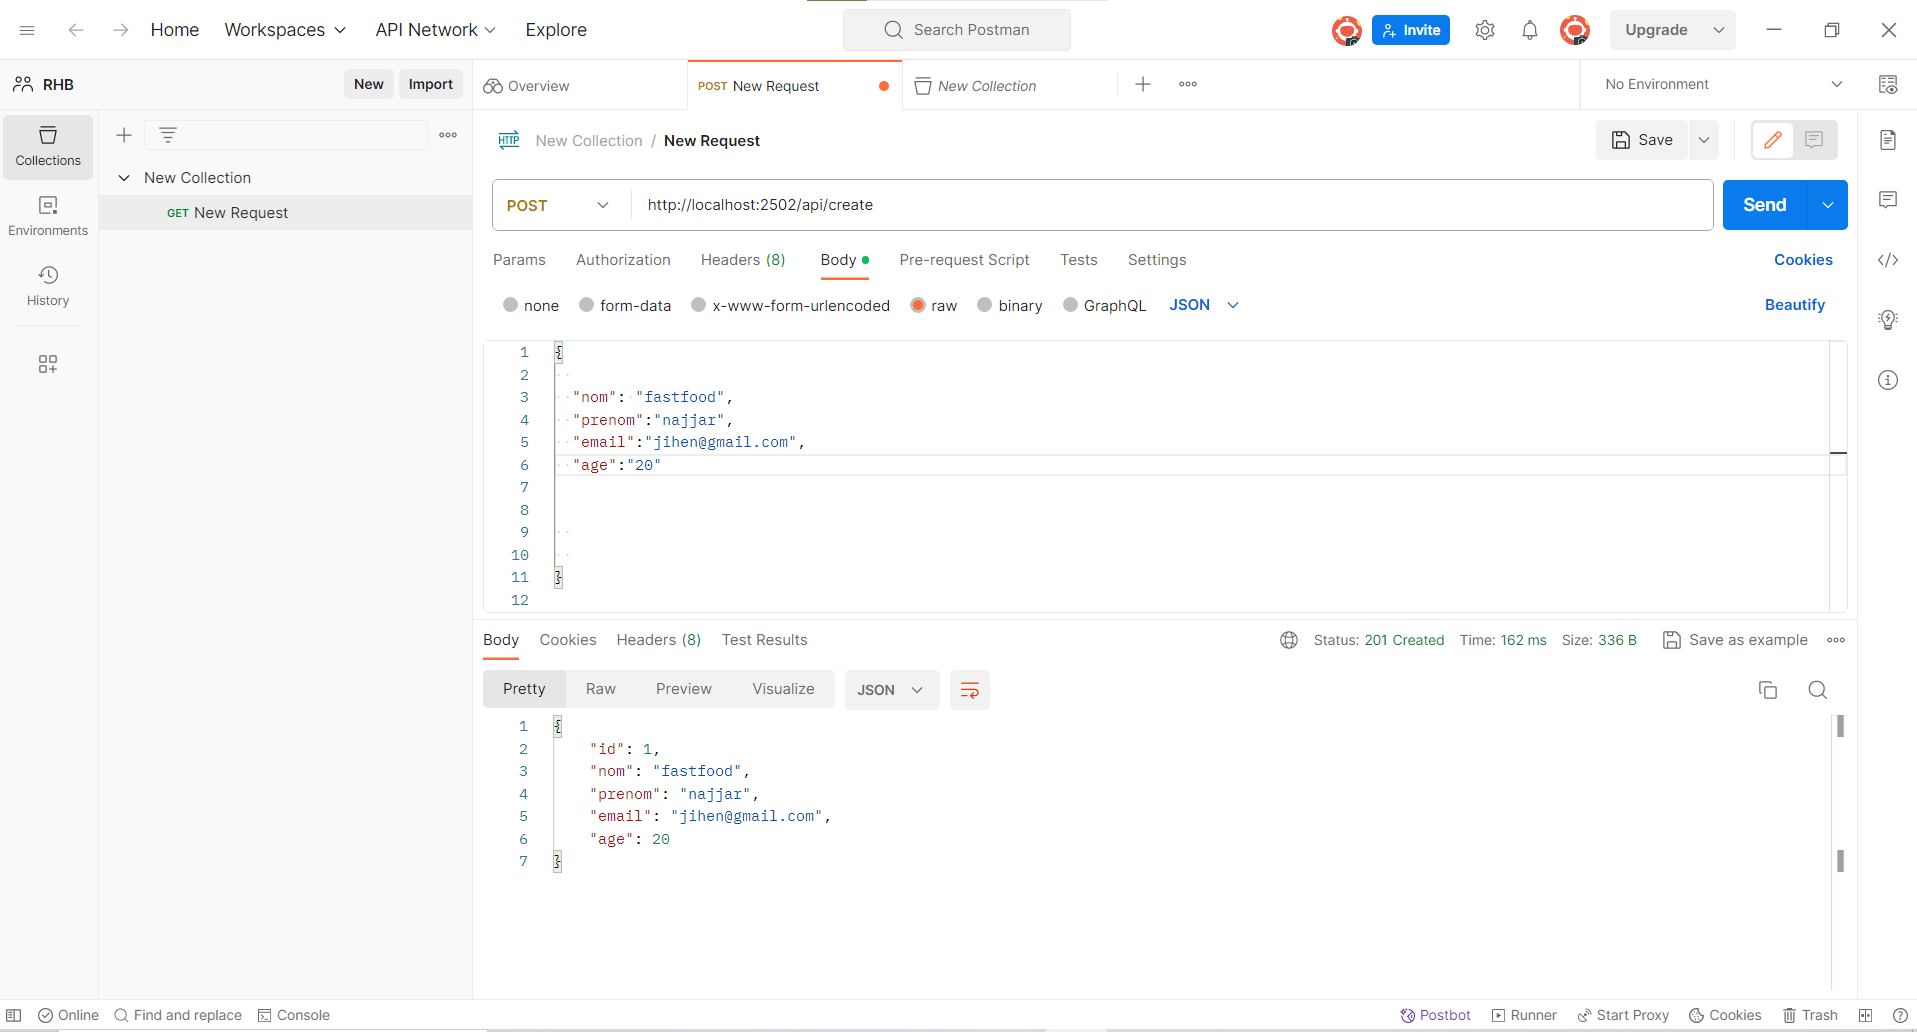 Home Workspaces API Network Explore Search Postman Invite Upgrade
RHB New Import Overview POST New Request New Collection No Environment
Collections
New Collection / New Request Save
New Collection
GET New Request
POST http://localhost:2502/api/create Send
Environments
Params Authorization Headers (8) Body Pre-request Script Tests Settings Cookies
History
none form-data x-www-form-urlencoded raw binary GraphQL JSON Beautify
1 {
2
3 "nom": "fastfood",
4 "prenom":"najjar",
5 "email":"jihen@gmail.com",
6 "age":"20"
7
8
9
10
11 }
12
Body Cookies Headers (8) Test Results Status: 201 Created Time: 162 ms Size: 336 B Save as example
Pretty Raw Preview Visualize JSON
1 {
2 "id": 1,
3 "nom": "fastfood",
4 "prenom": "najjar",
5 "email": "jihen@gmail.com",
6 "age": 20
7 }
Online Find and replace Console Postbot Runner Start Proxy Cookies Trash